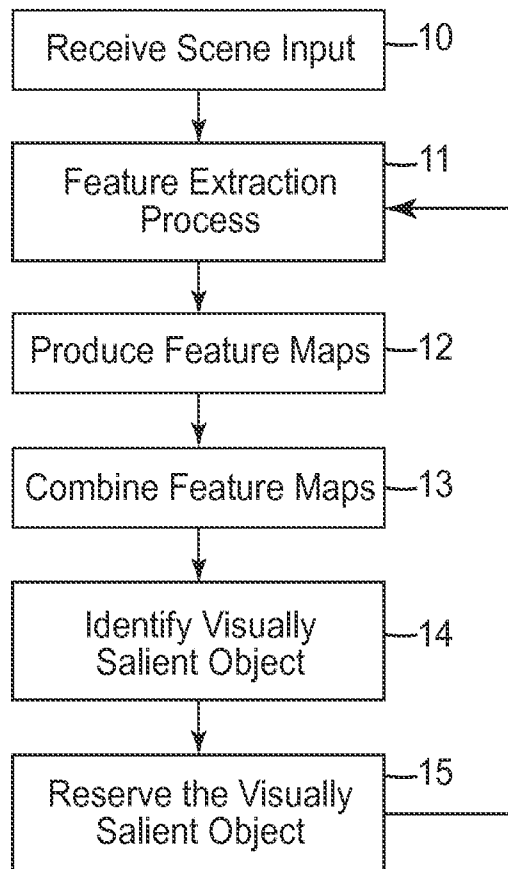 Receive Scene Input
10
Feature Extraction
Process
11
Produce Feature Maps
12
Combine Feature Maps
13
Identify Visually
Salient Object
14
Reserve the Visually
Salient Object
15